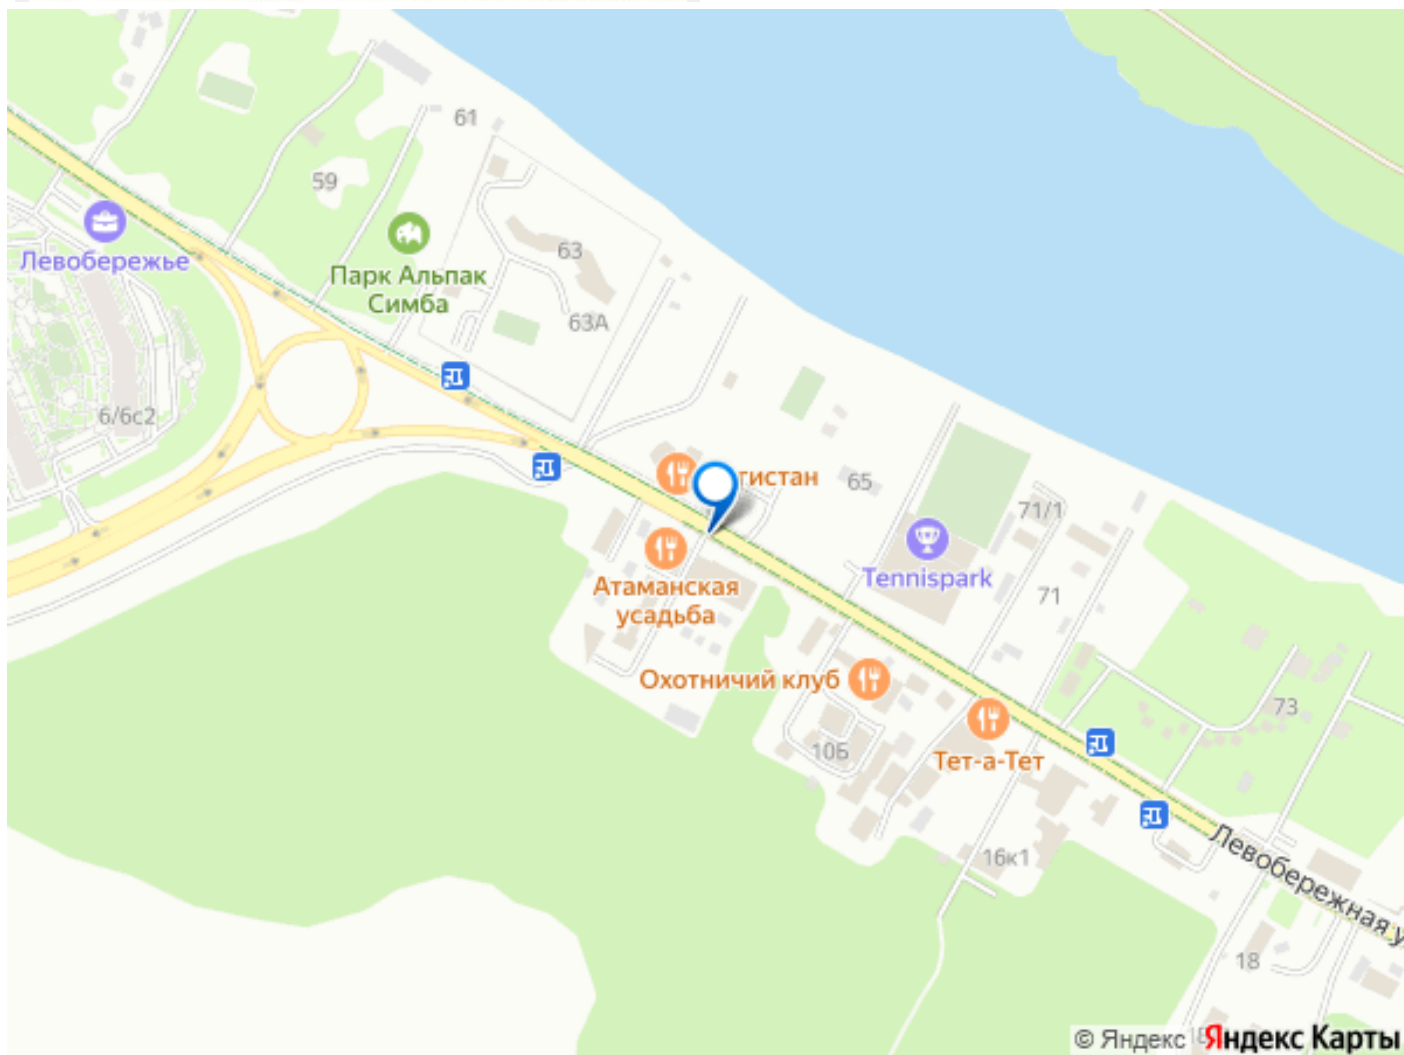 61
59
Левобережье
Парк Альпак
Симба
63
63А
6/6с2
тистан
65
71/1
Tennispark
Атаманская
усадьба
71
Охотничий клуб
73
10Б
Тет-а-Тет
16к1
Левобережная у
18
© Яндекс
Яндекс Карты